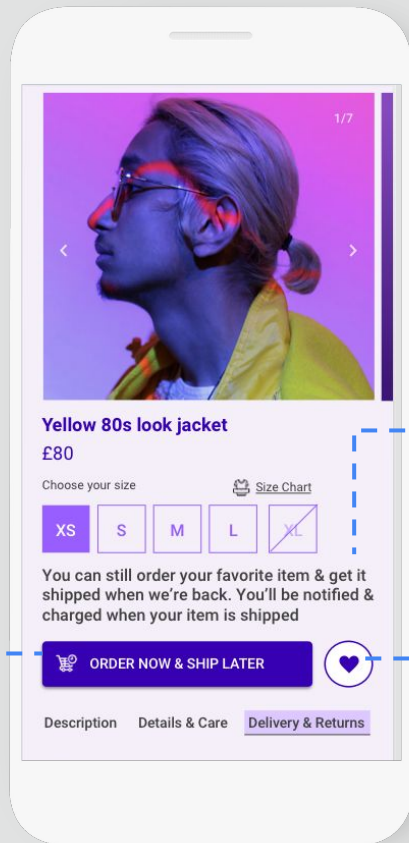 1/7
Yellow 80s look jacket
£80
Choose your size
Size Chart
XS S M L XL
You can still order your favorite item & get it
shipped when we're back. You'll be notified &
charged when your item is shipped
ORDER NOW & SHIP LATER
Description Details & Care Delivery & Returns